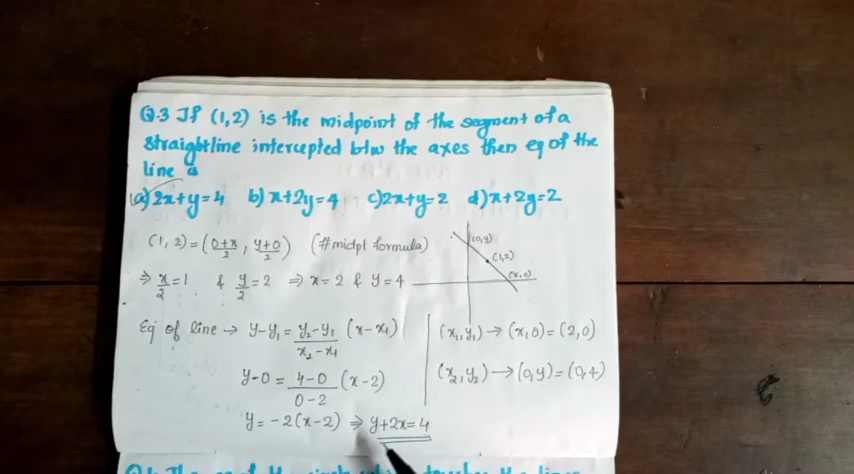 Q.3 If (1,2) is the midpoint of the segment of a
straightline intercepted btw the axes then eq of the
line is
(a) 2x+y=4 b) x+2y=4 c) 2x+y=2 d) x+2y=2
(1, 2) = (0+x/2, y+0/2) (#midpt formula)
(0,y)
(1,2)
(x,0)
⇒ x/2 = 1 & y/2 = 2 ⇒ x = 2 & y = 4
Eq of line → y-y₁ = y₂-y₁/x₂-x₁ (x-x₁)
(x₁,y₁) → (x,0) = (2,0)
y-0 = 4-0/0-2 (x-2)
(x₂,y₂) → (0,y) = (0,4)
y = -2(x-2) ⇒ y+2x=4